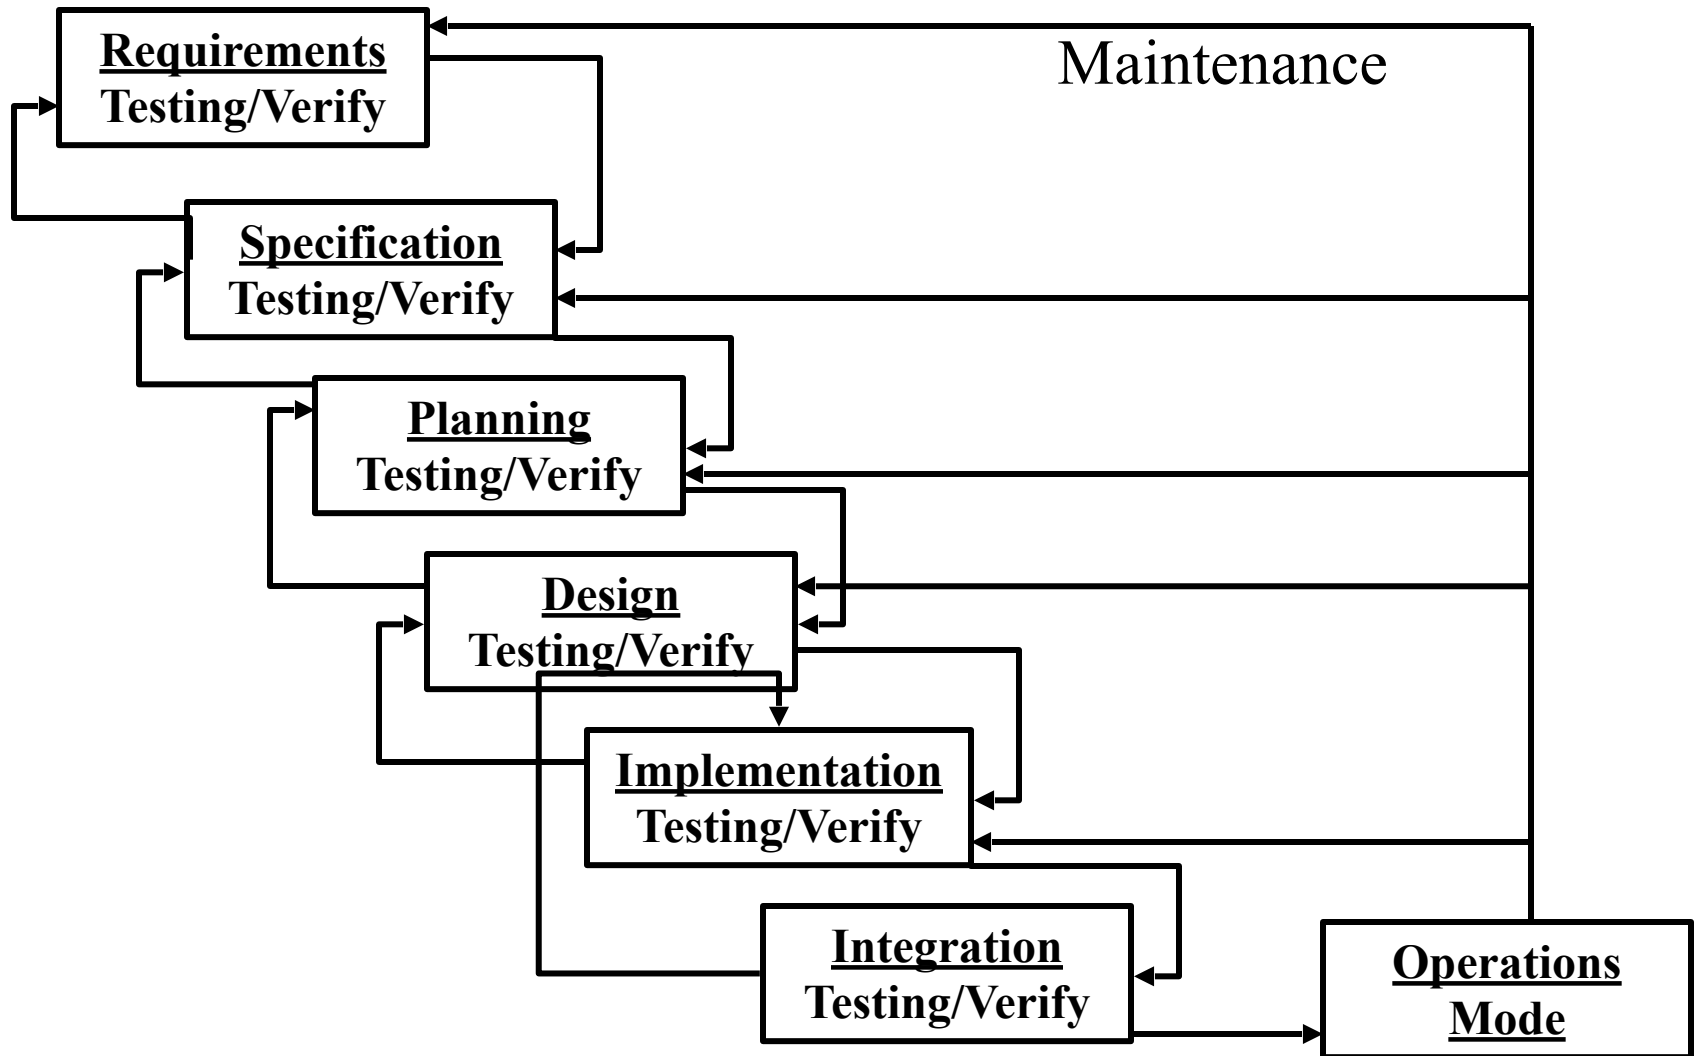 Requirements
Testing/Verify
Maintenance
Specification
Testing/Verify
Planning
Testing/Verify
Design
Testing/Verify
Implementation
Testing/Verify
Integration
Testing/Verify
Operations
Mode